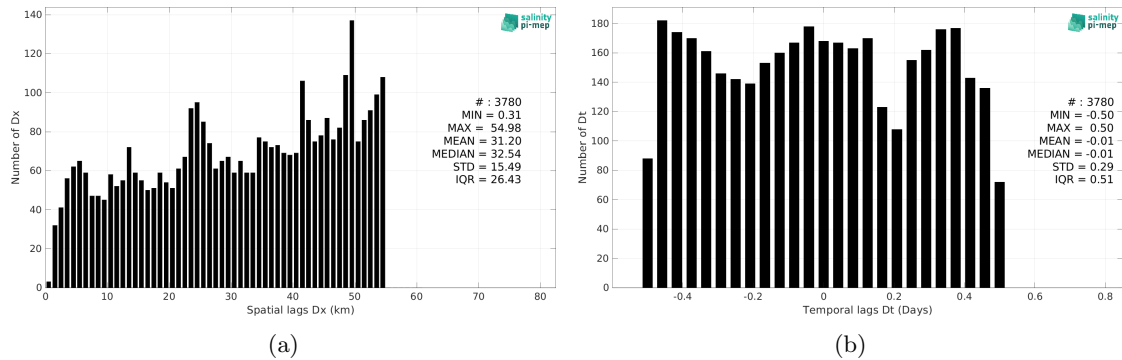 140
120
100
80
60
40
20
0
Number of Dx
0 10 20 30 40 50 60 70 80
Spatial lags Dx (km)
salinity
pi-mep
# : 3780
MIN = 0.31
MAX = 54.98
MEAN = 31.20
MEDIAN = 32.54
STD = 15.49
IQR = 26.43
(a)
180
160
140
120
100
80
60
40
20
0
Number of Dt
-0.4 -0.2 0 0.2 0.4 0.6 0.8
Temporal lags Dt (Days)
salinity
pi-mep
# : 3780
MIN = -0.50
MAX = 0.50
MEAN = -0.01
MEDIAN = -0.01
STD = 0.29
IQR = 0.51
(b)